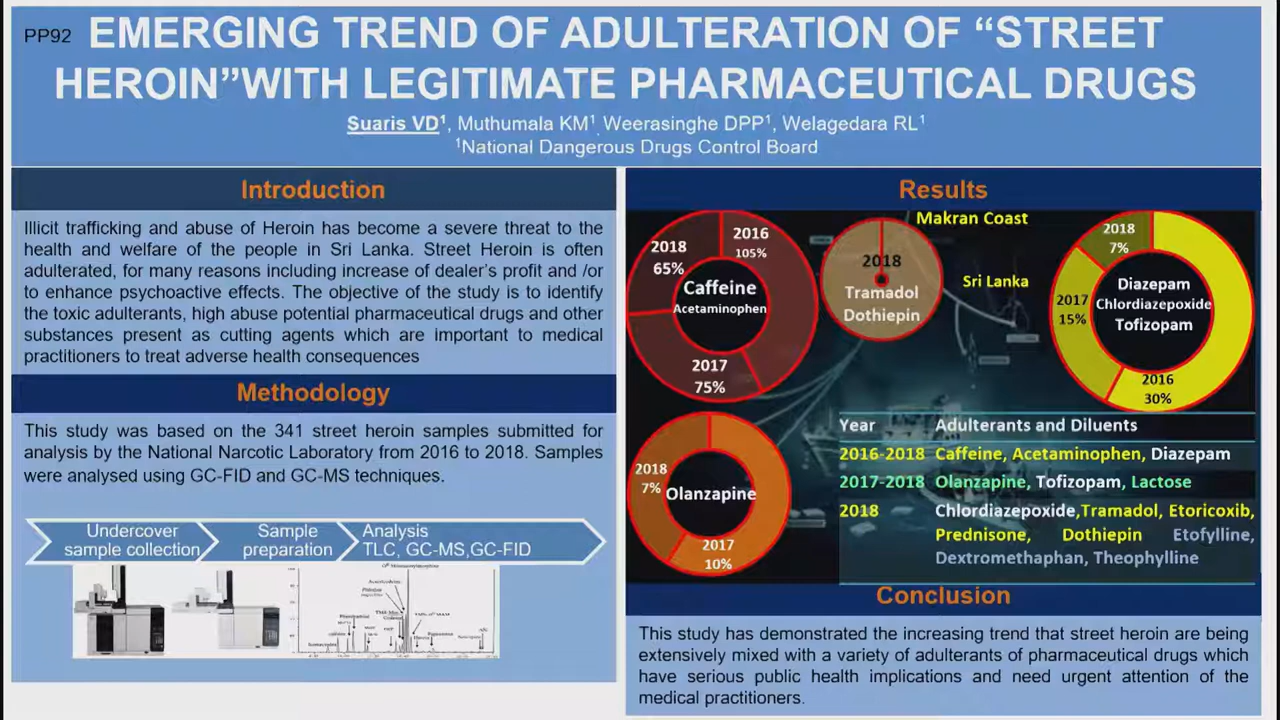 PP92
EMERGING TREND OF ADULTERATION OF “STREET
HEROIN”WITH LEGITIMATE PHARMACEUTICAL DRUGS
Suaris VD¹, Muthumala KM¹, Weerasinghe DPP¹, Welagedara RL¹
¹National Dangerous Drugs Control Board
Introduction
Illicit trafficking and abuse of Heroin has become a severe threat to the
health and welfare of the people in Sri Lanka. Street Heroin is often
adulterated, for many reasons including increase of dealer’s profit and /or
to enhance psychoactive effects. The objective of the study is to identify
the toxic adulterants, high abuse potential pharmaceutical drugs and other
substances present as cutting agents which are important to medical
practitioners to treat adverse health consequences
Methodology
This study was based on the 341 street heroin samples submitted for
analysis by the National Narcotic Laboratory from 2016 to 2018. Samples
were analysed using GC-FID and GC-MS techniques.
Undercover
sample collection
Sample
preparation
Analysis
TLC, GC-MS,GC-FID
Results
2018
65%
2016
105%
Caffeine
Acetaminophen
2017
75%
2018
Tramadol
Dothiepin
Makran Coast
Sri Lanka
2018
7%
Diazepam
Chlordiazepoxide
Tofizopam
2017
15%
2016
30%
2018
7%
Olanzapine
2017
10%
Year Adulterants and Diluents
2016-2018 Caffeine, Acetaminophen, Diazepam
2017-2018 Olanzapine, Tofizopam, Lactose
2018 Chlordiazepoxide,Tramadol, Etoricoxib,
Prednisone, Dothiepin Etofylline,
Dextromethaphan, Theophylline
Conclusion
This study has demonstrated the increasing trend that street heroin are being
extensively mixed with a variety of adulterants of pharmaceutical drugs which
have serious public health implications and need urgent attention of the
medical practitioners.